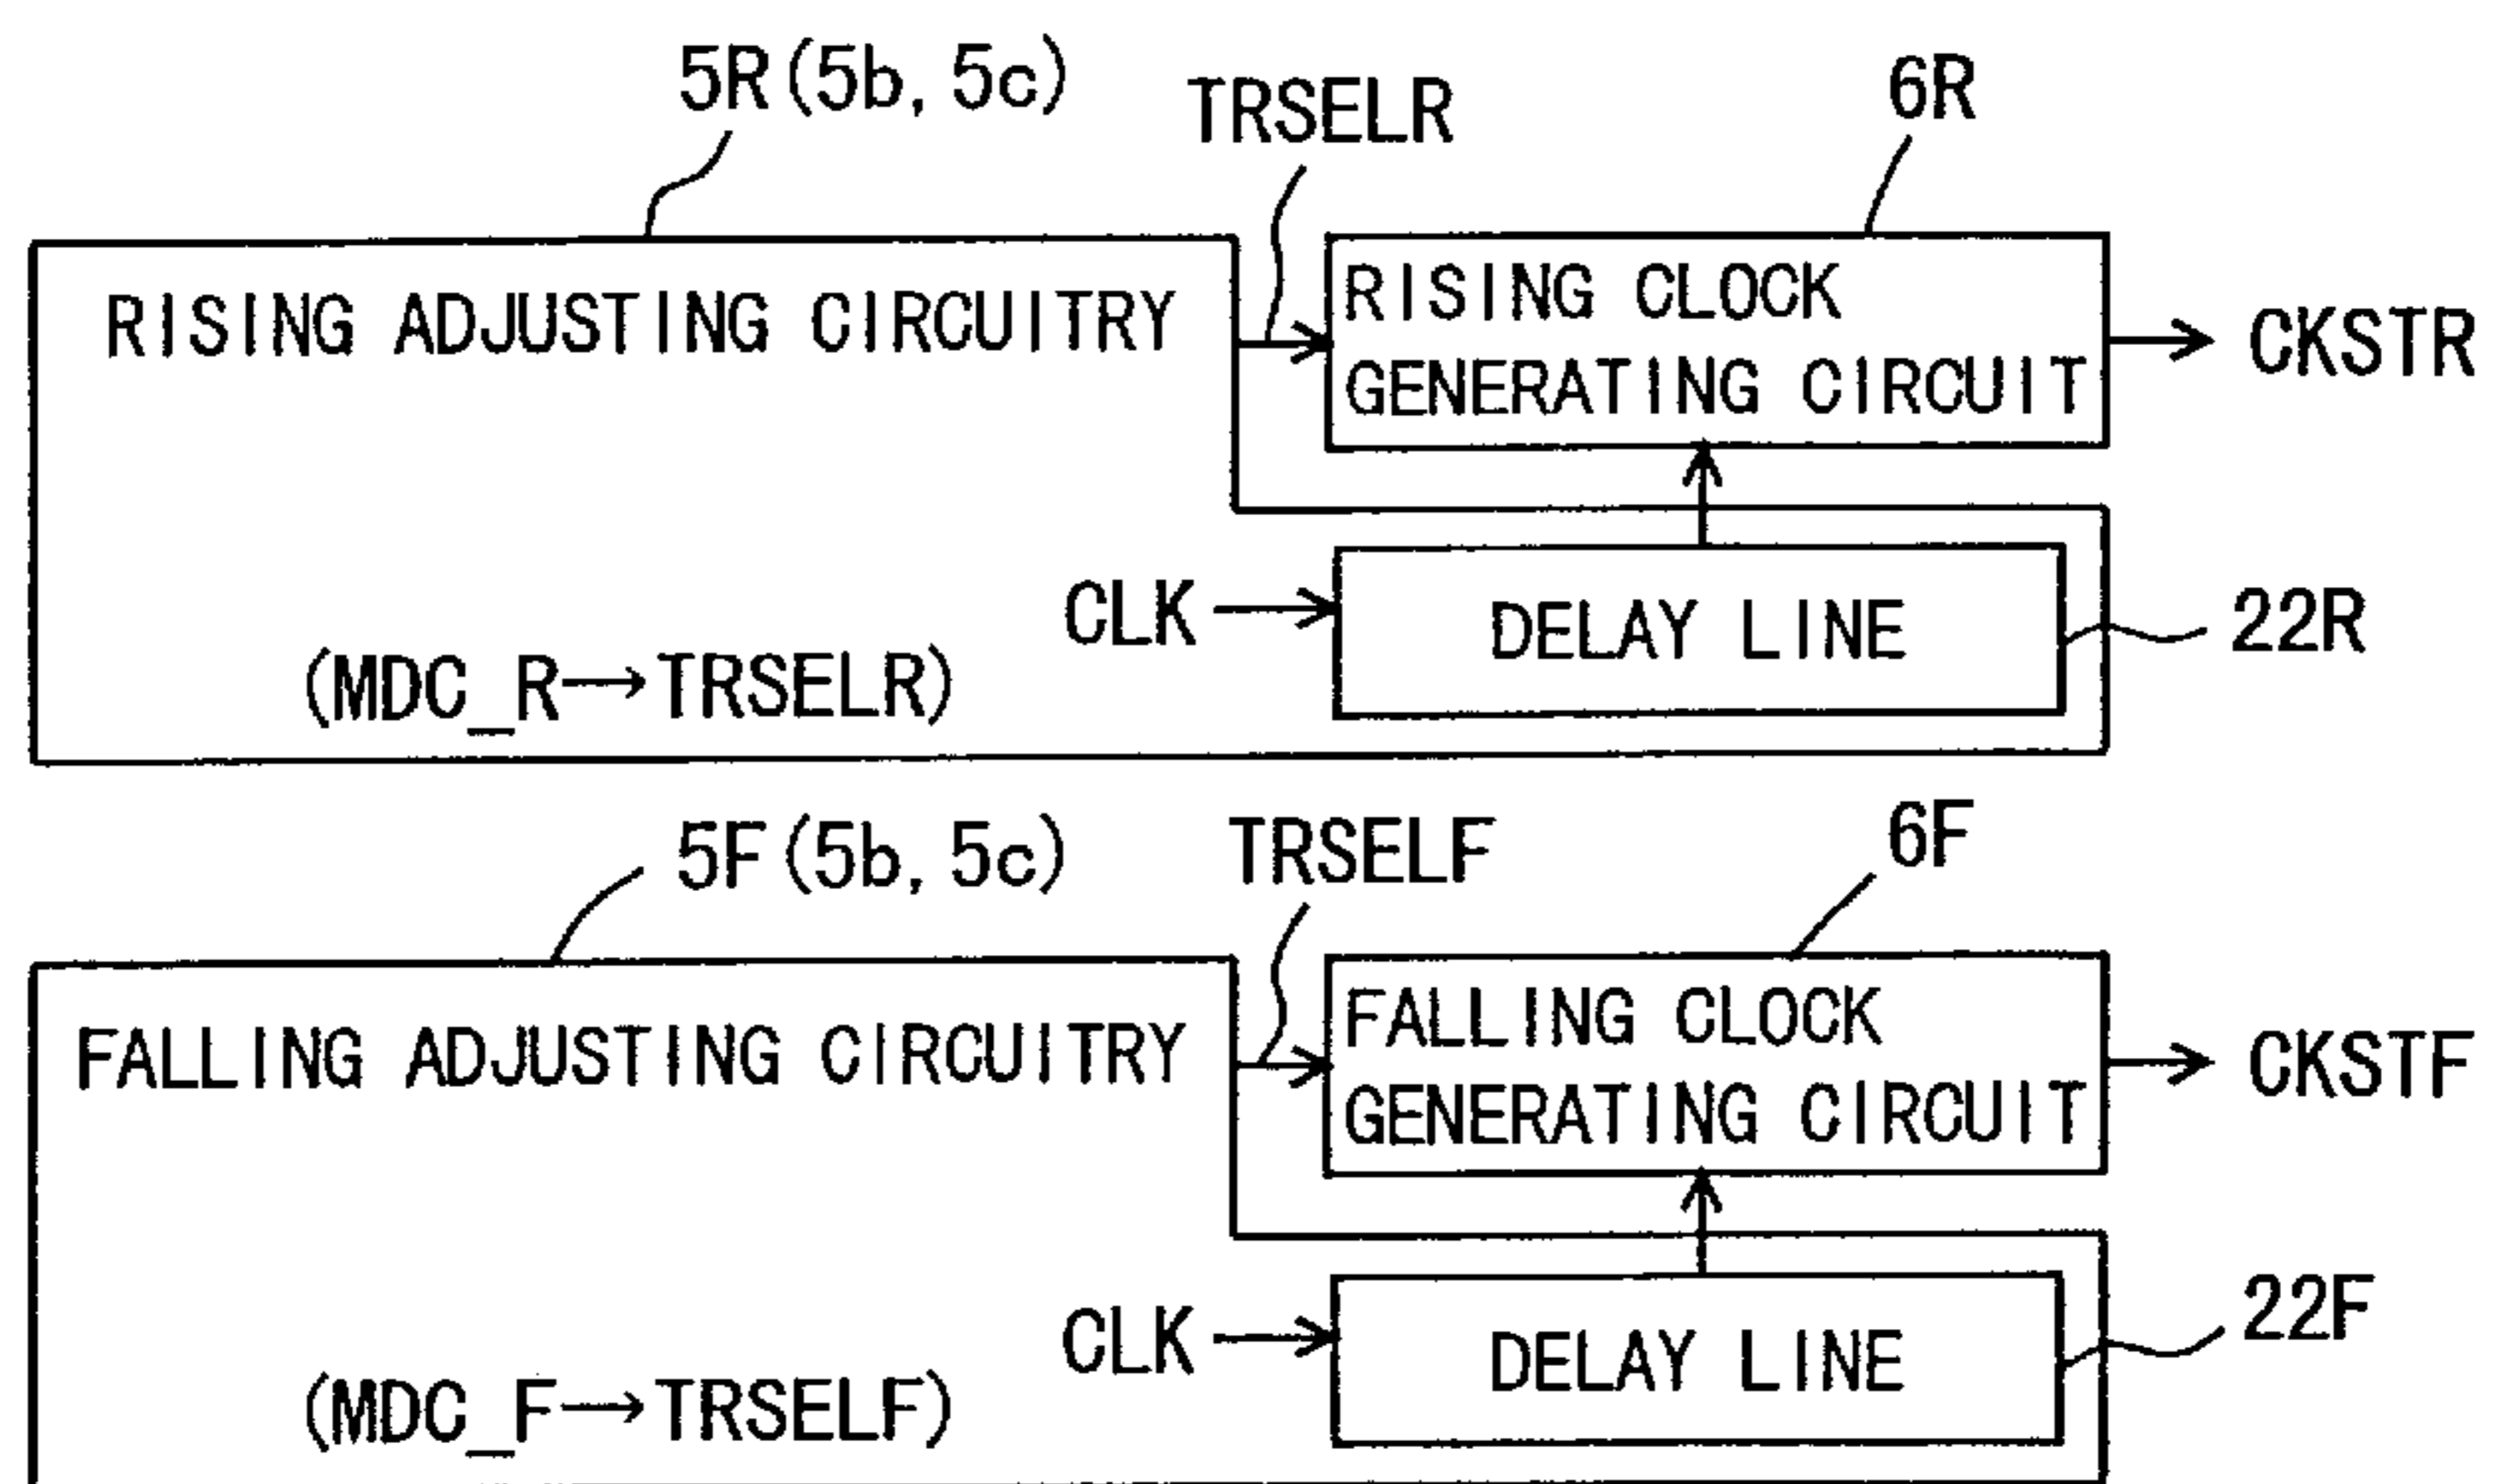 5R(5b, 5c)
TRSELR
6R
RISING ADJUSTING CIRCUITRY
RISING CLOCK
GENERATING CIRCUIT
CKSTR
CLK
DELAY LINE
22R
(MDC_R→TRSELR)
5F(5b, 5c)
TRSELF
6F
FALLING ADJUSTING CIRCUITRY
FALLING CLOCK
GENERATING CIRCUIT
CKSTF
CLK
DELAY LINE
22F
(MDC_F→TRSELF)